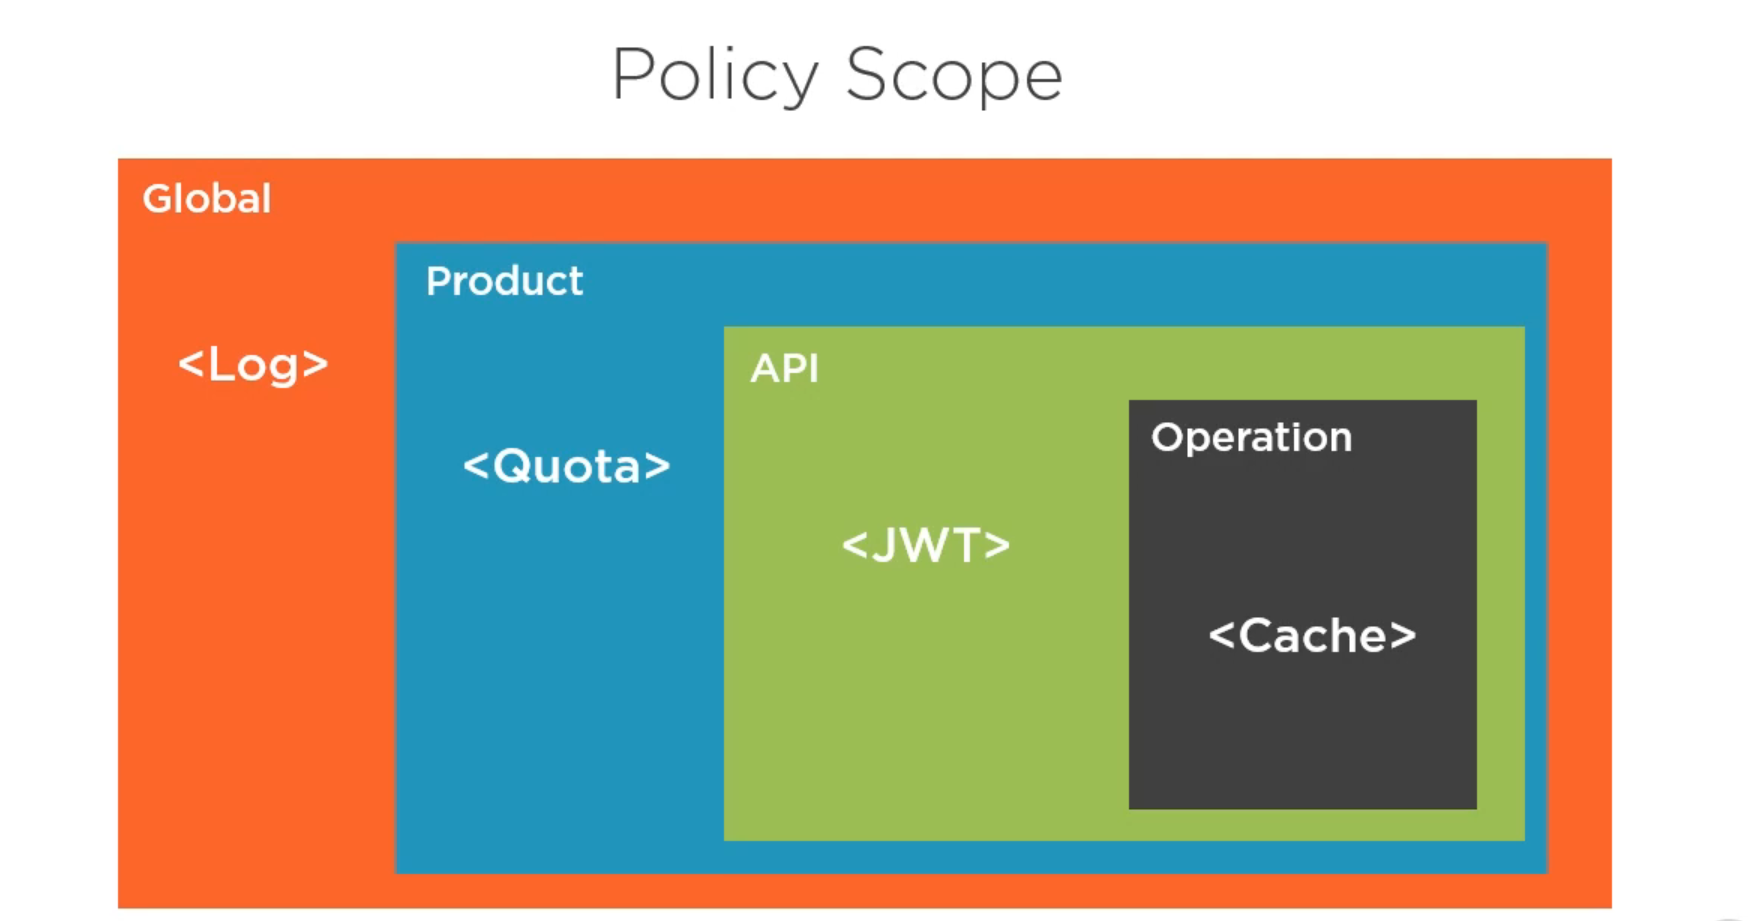 Policy Scope
Global
Product
<Log>
API
Operation
<Quota>
<JWT>
<Cache>